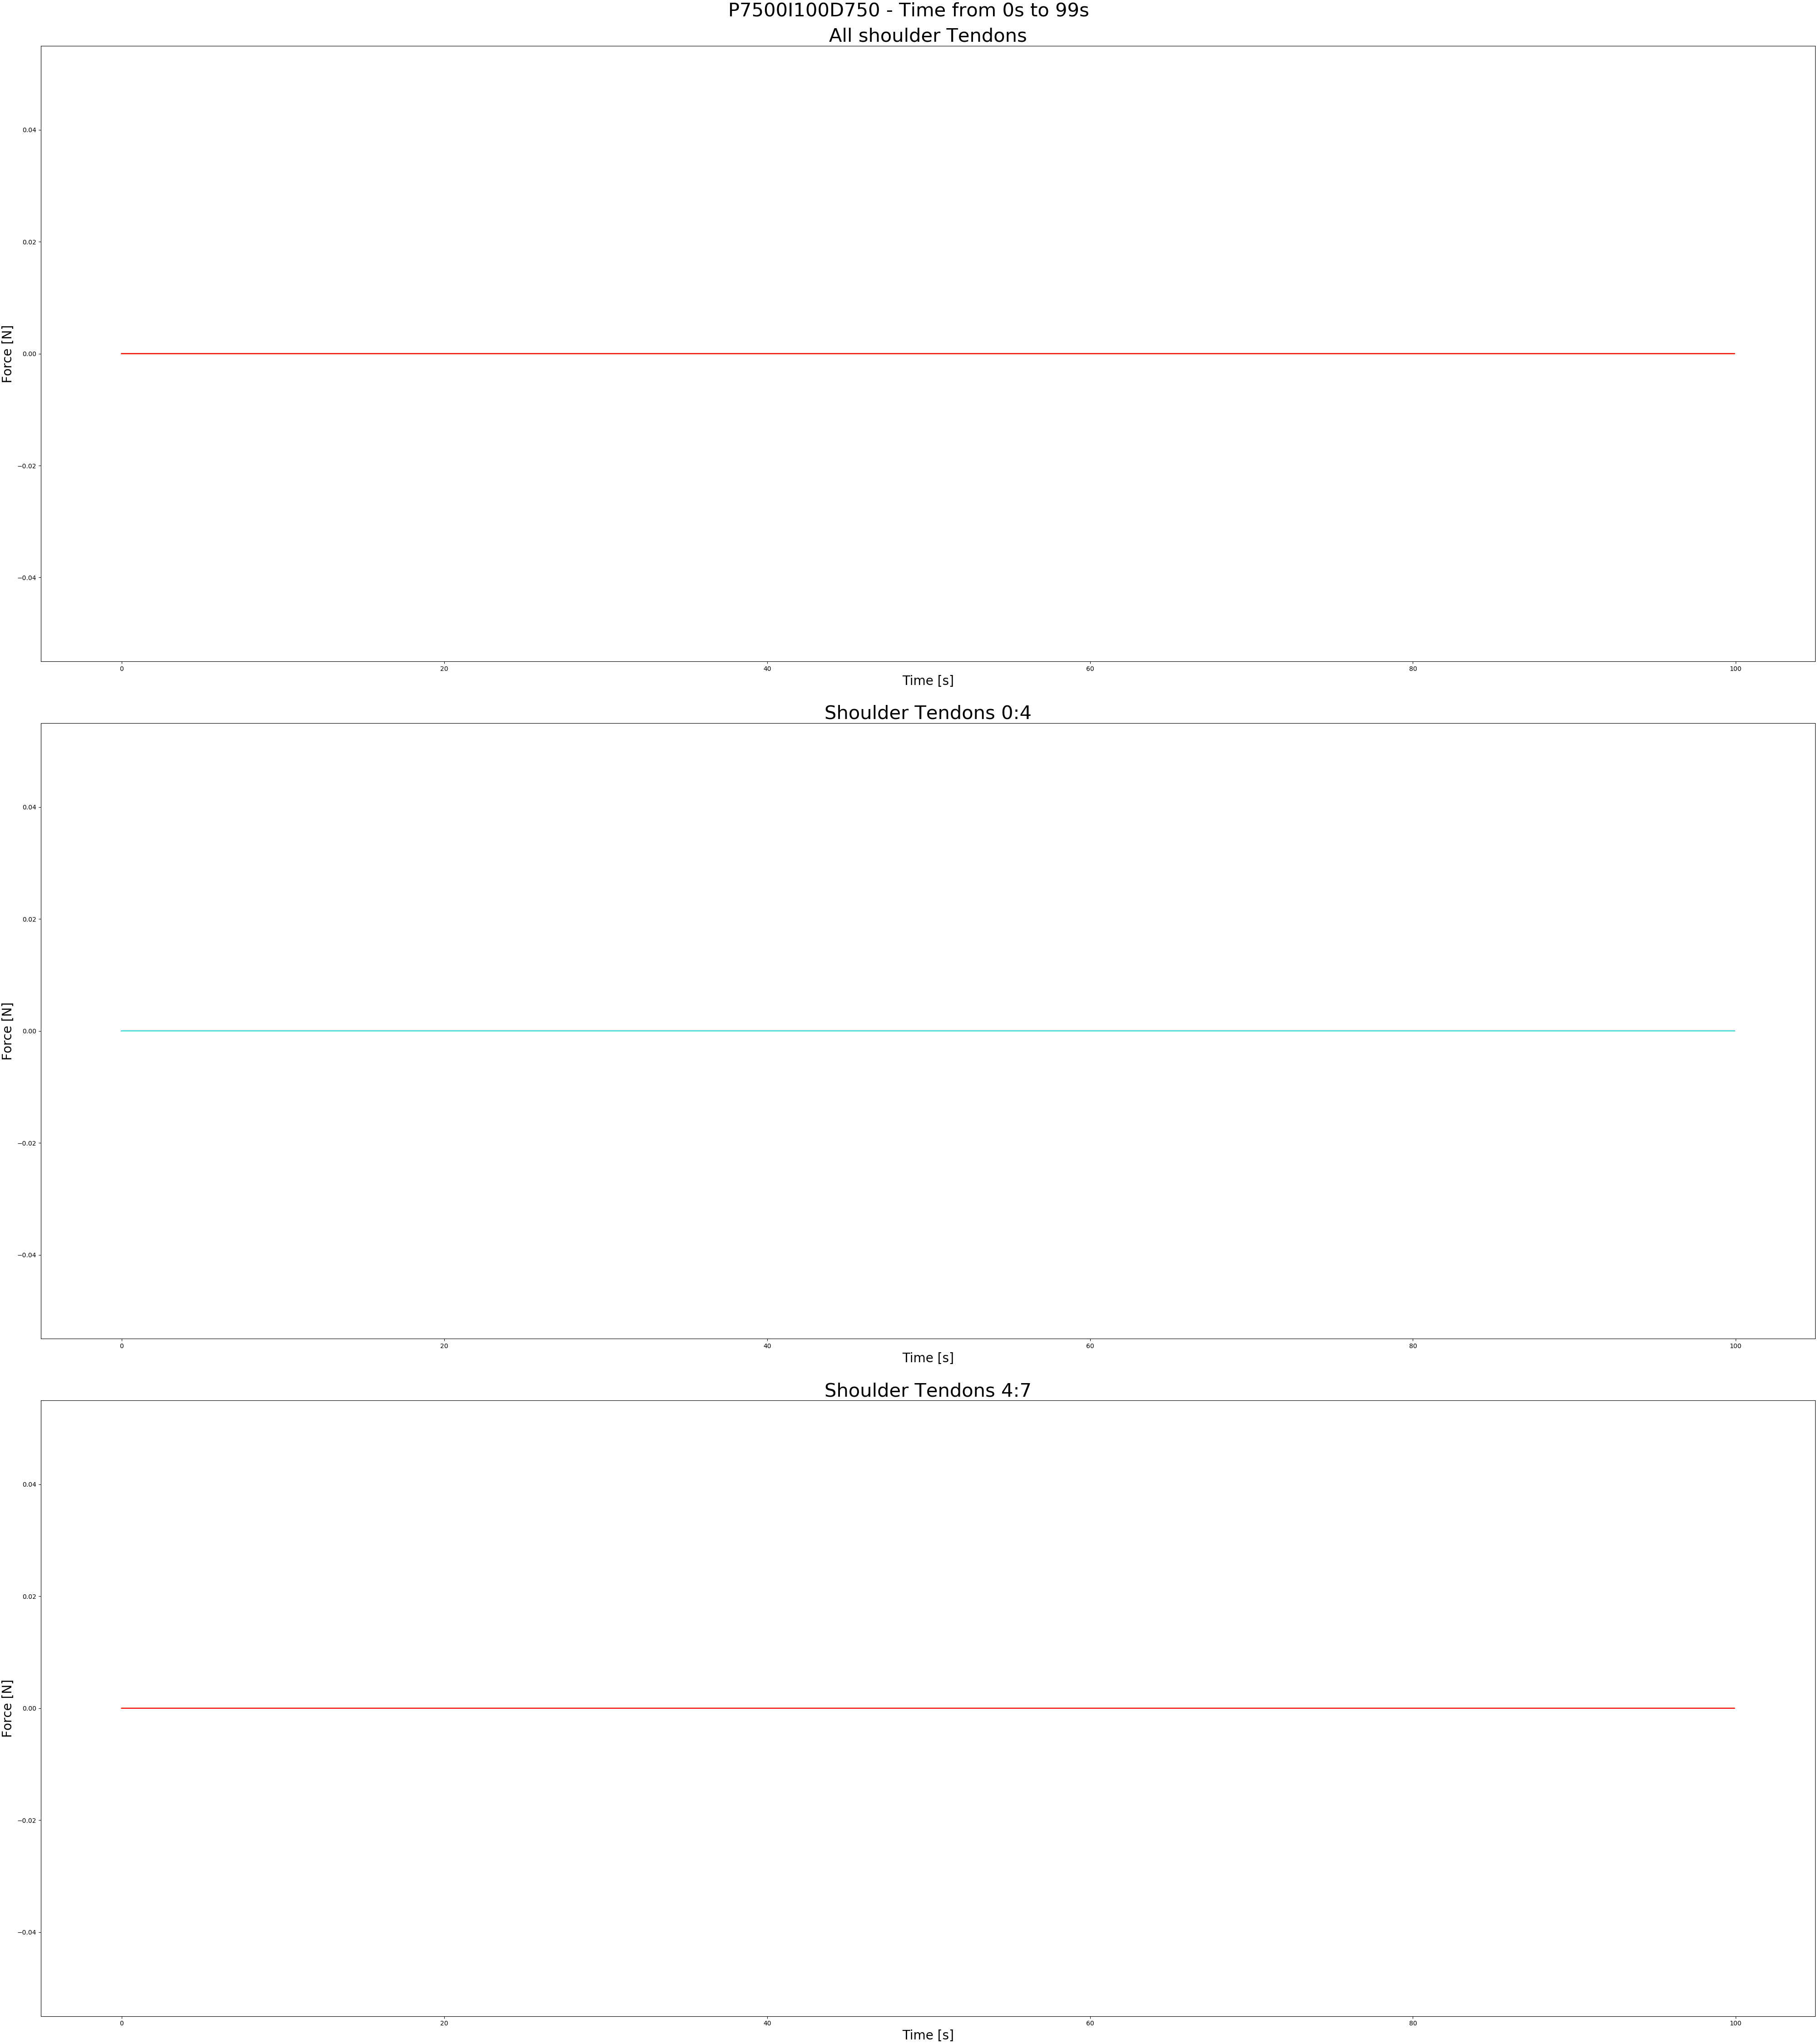 P7500I100D750 - Time from 0s to 99s
All shoulder Tendons
0.04
0.02
0.00
−0.02
−0.04
Force [N]
0 20 40 60 80 100
Time [s]
Shoulder Tendons 0:4
0.04
0.02
0.00
−0.02
−0.04
Force [N]
0 20 40 60 80 100
Time [s]
Shoulder Tendons 4:7
0.04
0.02
0.00
−0.02
−0.04
Force [N]
0 20 40 60 80 100
Time [s]